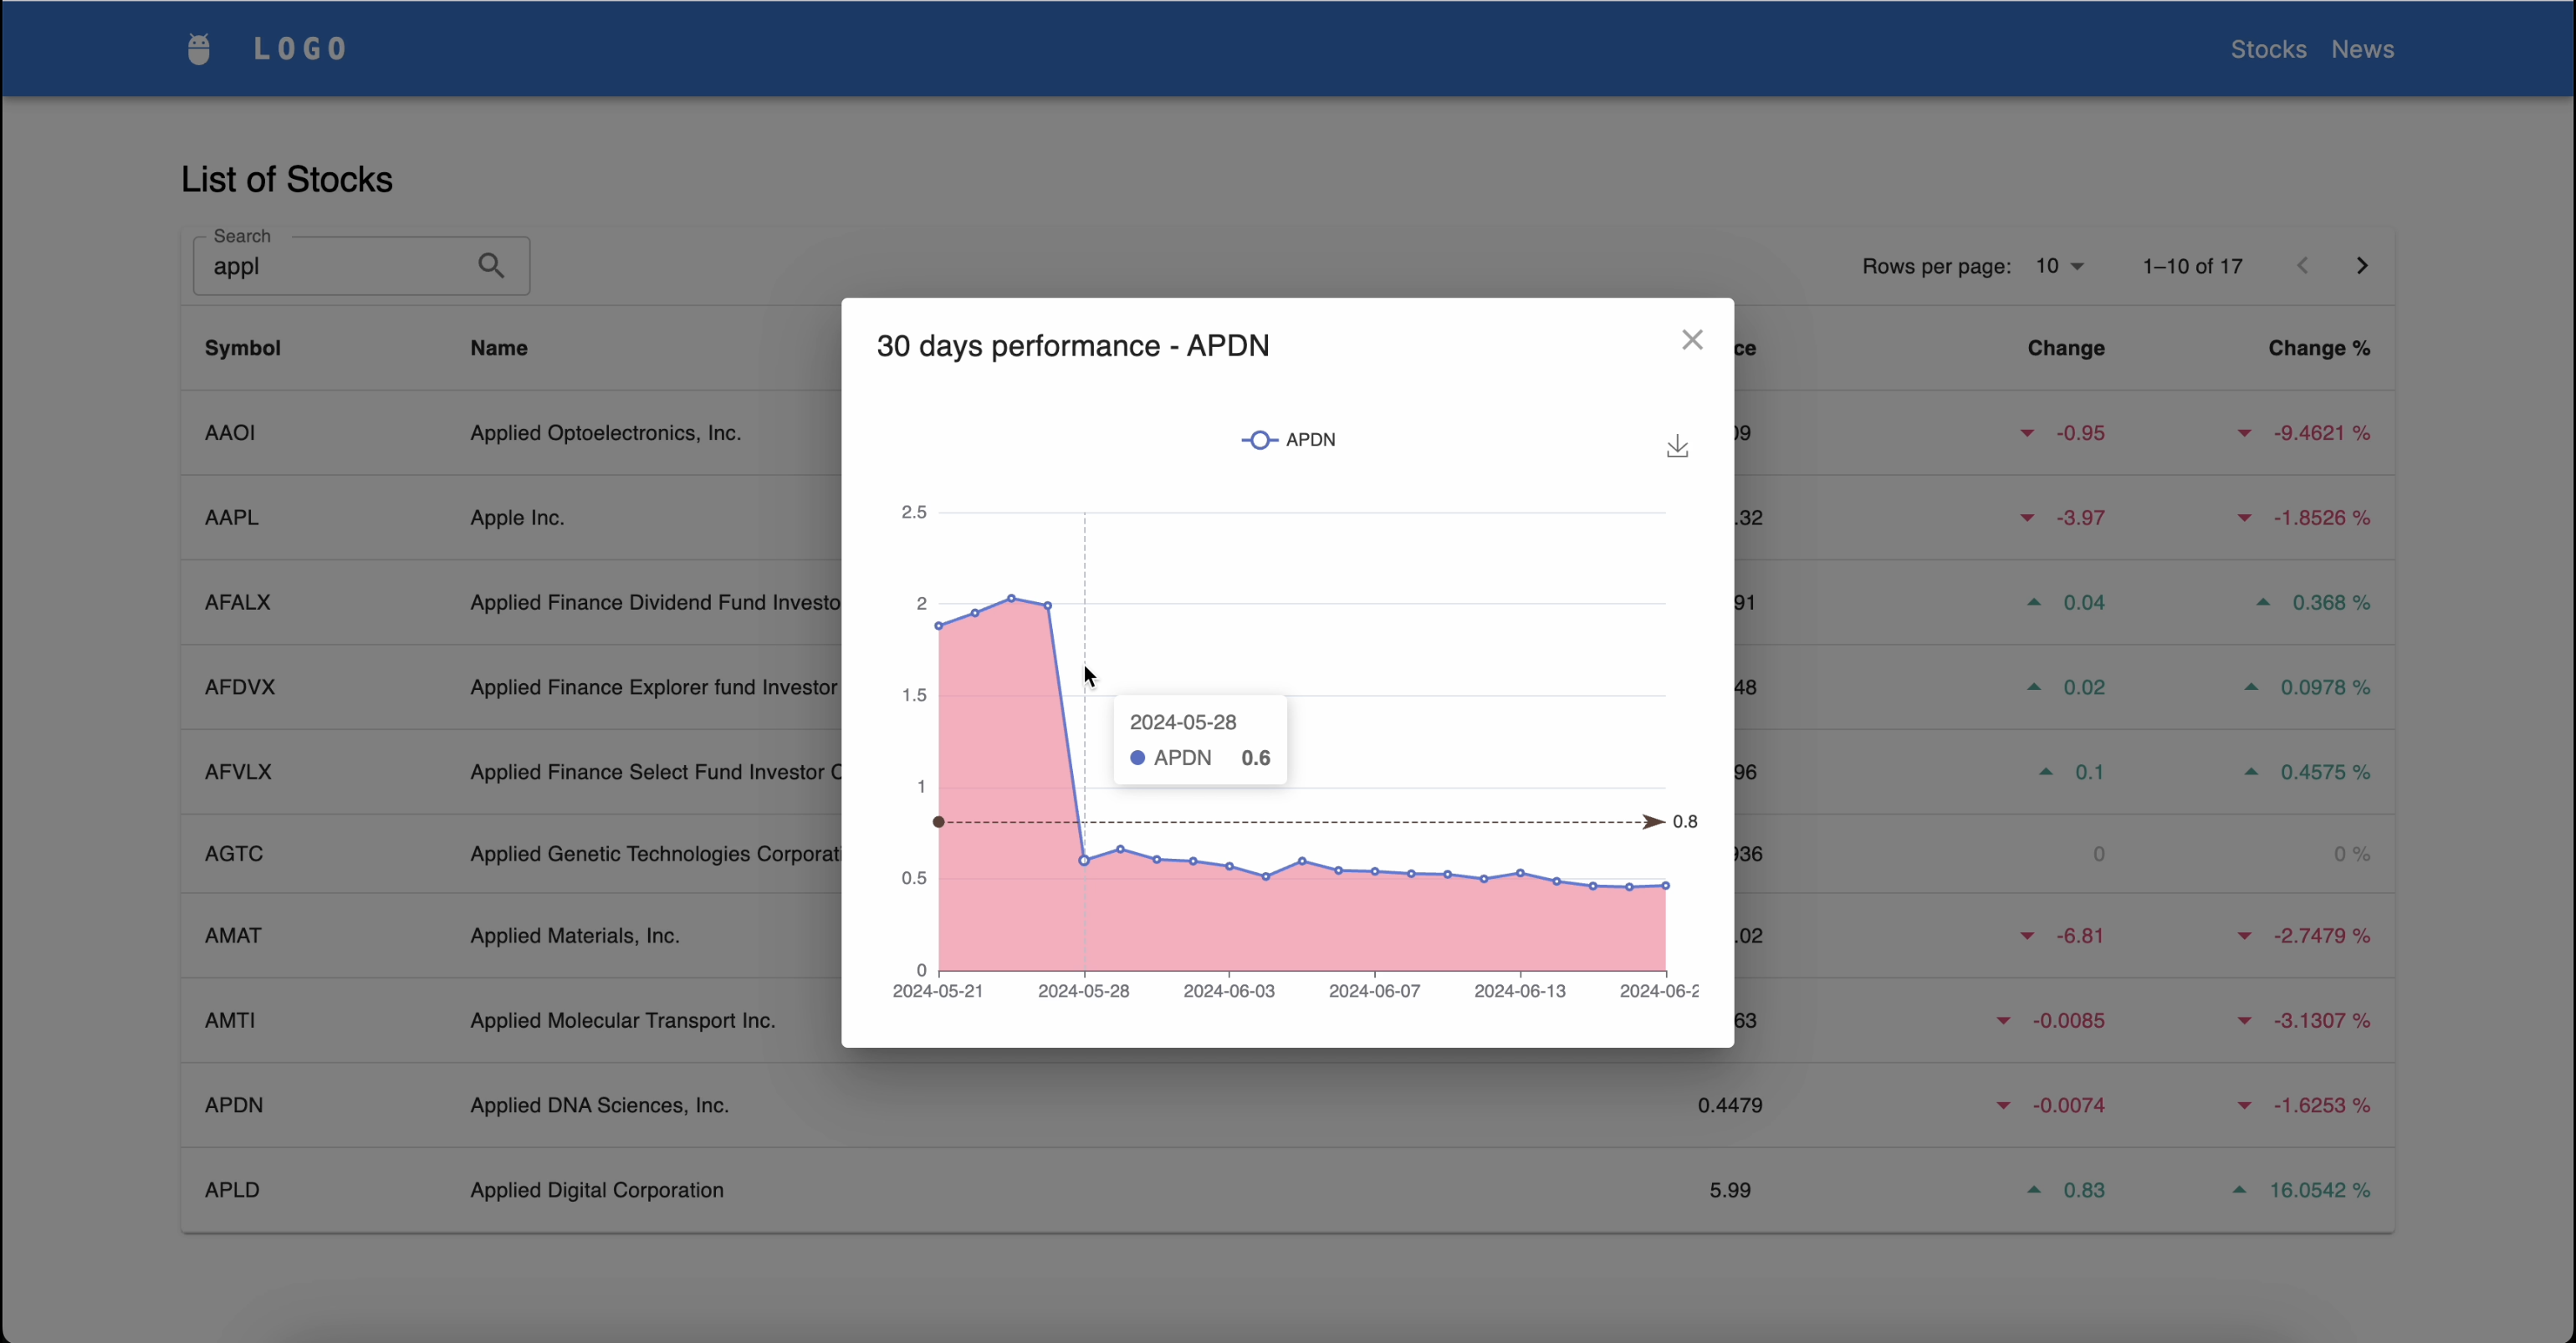 LOGO
Stocks News
List of Stocks
Search
appl
Rows per page: 10 1–10 of 17
Symbol Name ce Change Change %
AAOI Applied Optoelectronics, Inc. 09 -0.95 -9.4621 %
AAPL Apple Inc. .32 -3.97 -1.8526 %
AFALX Applied Finance Dividend Fund Investo 91 0.04 0.368 %
AFDVX Applied Finance Explorer fund Investor 48 0.02 0.0978 %
AFVLX Applied Finance Select Fund Investor C 96 0.1 0.4575 %
AGTC Applied Genetic Technologies Corporati 936 0 0 %
AMAT Applied Materials, Inc. .02 -6.81 -2.7479 %
AMTI Applied Molecular Transport Inc. 63 -0.0085 -3.1307 %
APDN Applied DNA Sciences, Inc. 0.4479 -0.0074 -1.6253 %
APLD Applied Digital Corporation 5.99 0.83 16.0542 %
30 days performance - APDN
APDN
2.5
2
1.5
1
0.5
0
2024-05-28
APDN 0.6
0.8
2024-05-21 2024-05-28 2024-06-03 2024-06-07 2024-06-13 2024-06-2